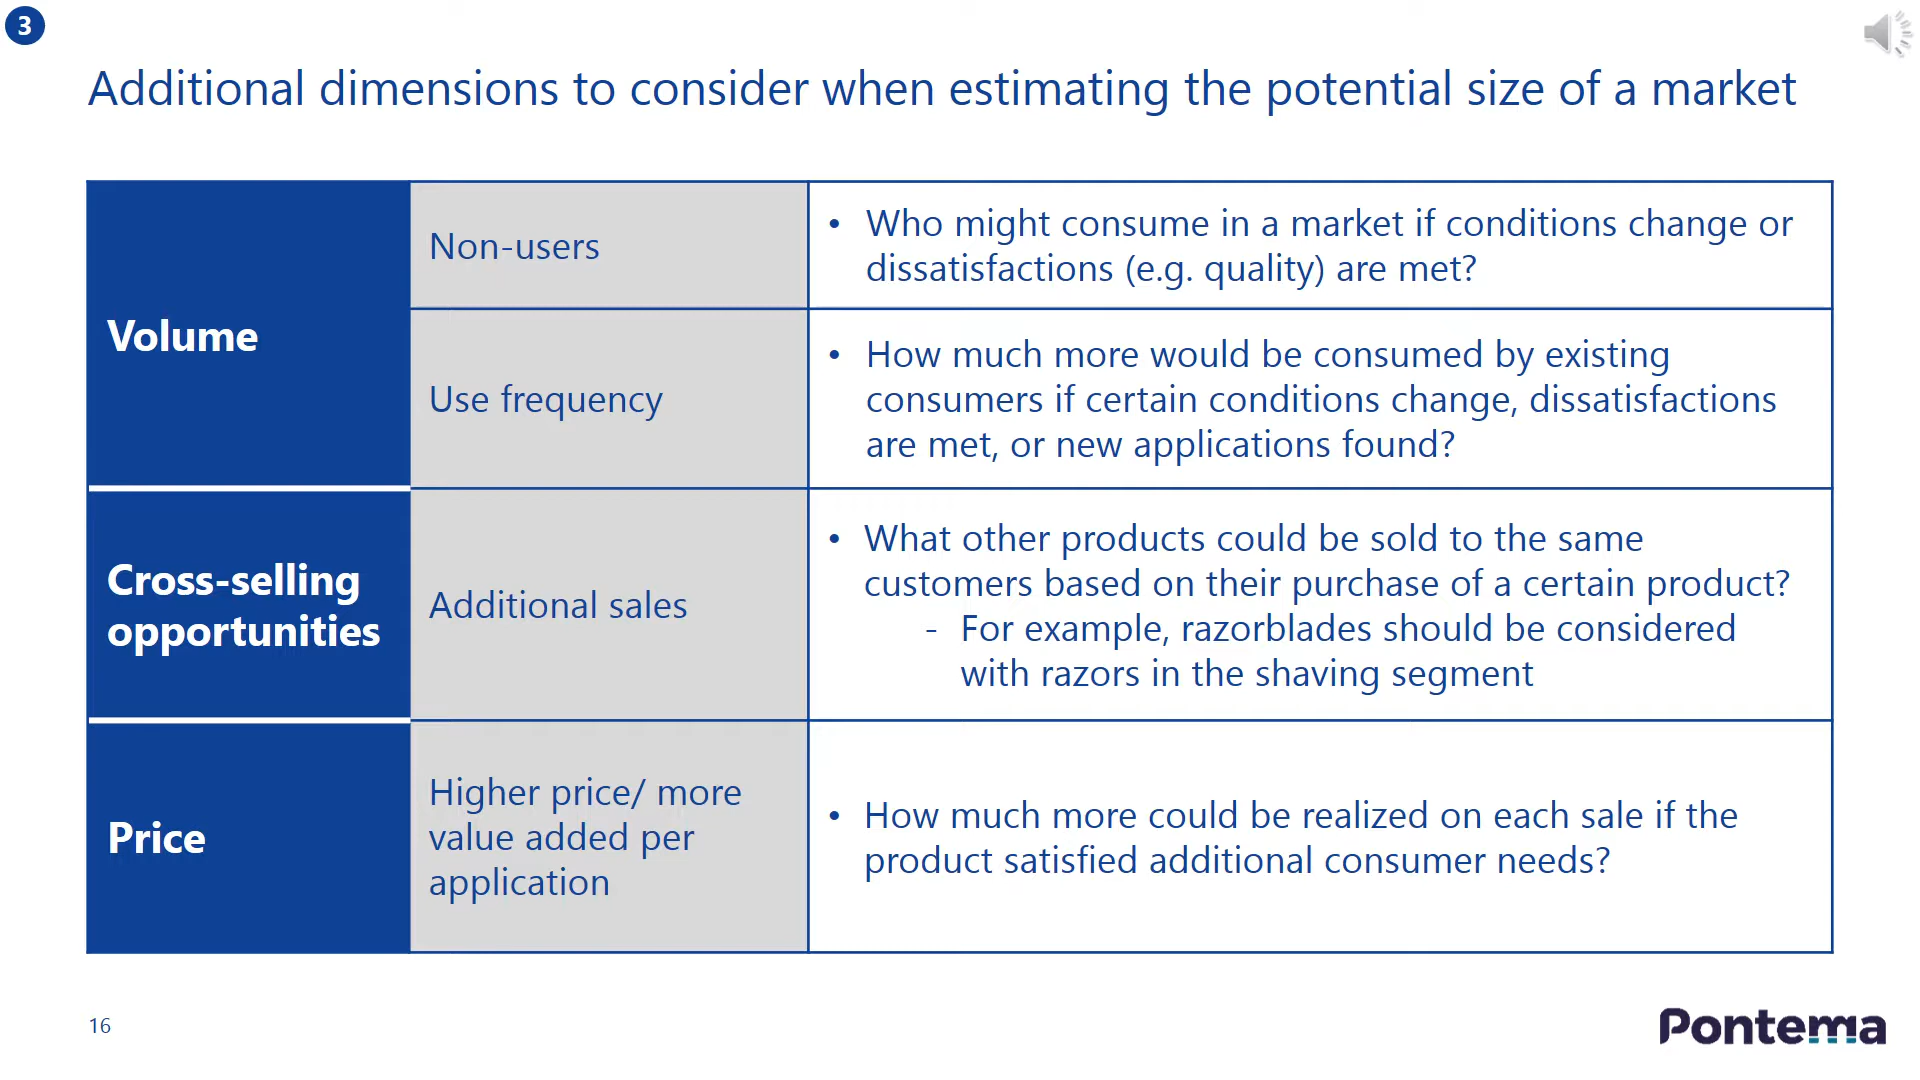 3
Additional dimensions to consider when estimating the potential size of a market
Volume
Non-users
• Who might consume in a market if conditions change or
dissatisfactions (e.g. quality) are met?
Use frequency
• How much more would be consumed by existing
consumers if certain conditions change, dissatisfactions
are met, or new applications found?
Cross-selling
opportunities
Additional sales
• What other products could be sold to the same
customers based on their purchase of a certain product?
- For example, razorblades should be considered
with razors in the shaving segment
Price
Higher price/ more
value added per
application
• How much more could be realized on each sale if the
product satisfied additional consumer needs?
16
Pontema